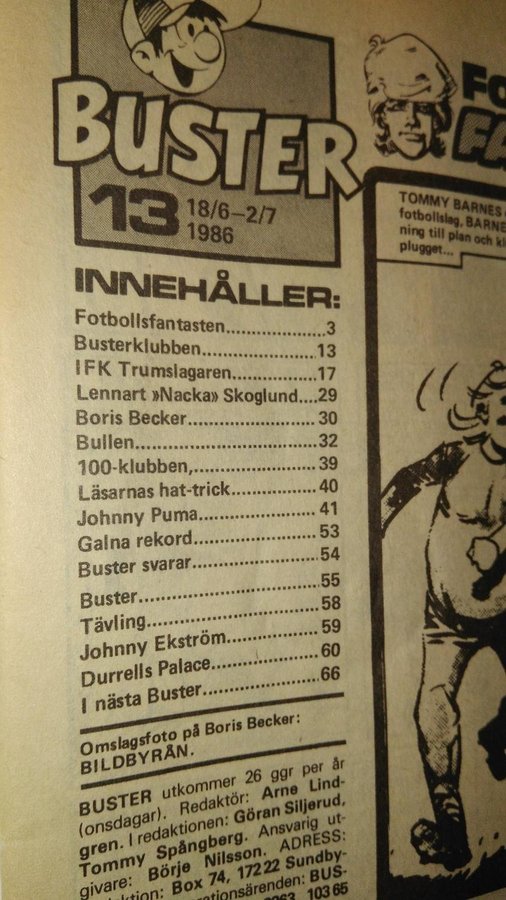 BUSTER
13 18/6–2/7
1986
INNEHÅLLER:
Fotbollsfantasten..............3
Busterklubben..................13
IFK Trumslagaren.............17
Lennart »Nacka» Skoglund....29
Boris Becker....................30
Bullen............................32
100-klubben,...................39
Läsarnas hat-trick.............40
Johnny Puma..................41
Galna rekord...................53
Buster svarar...................54
Buster...........................55
Tävling..........................58
Johnny Ekström..............59
Durrells Palace................60
I nästa Buster..................66
Omslagsfoto på Boris Becker:
BILDBYRÅN.
BUSTER utkommer 26 ggr per år
(onsdagar). Redaktör: Arne Lind-
gren. I redaktionen: Göran Siljerud,
Tommy Spångberg. Ansvarig ut-
givare: Börje Nilsson. ADRESS:
Box 74, 172 22 Sundby-
BUS-
103 65
TOMMY BARNES
fotbollslag, BARNE
ning till plan och kl
plugget...